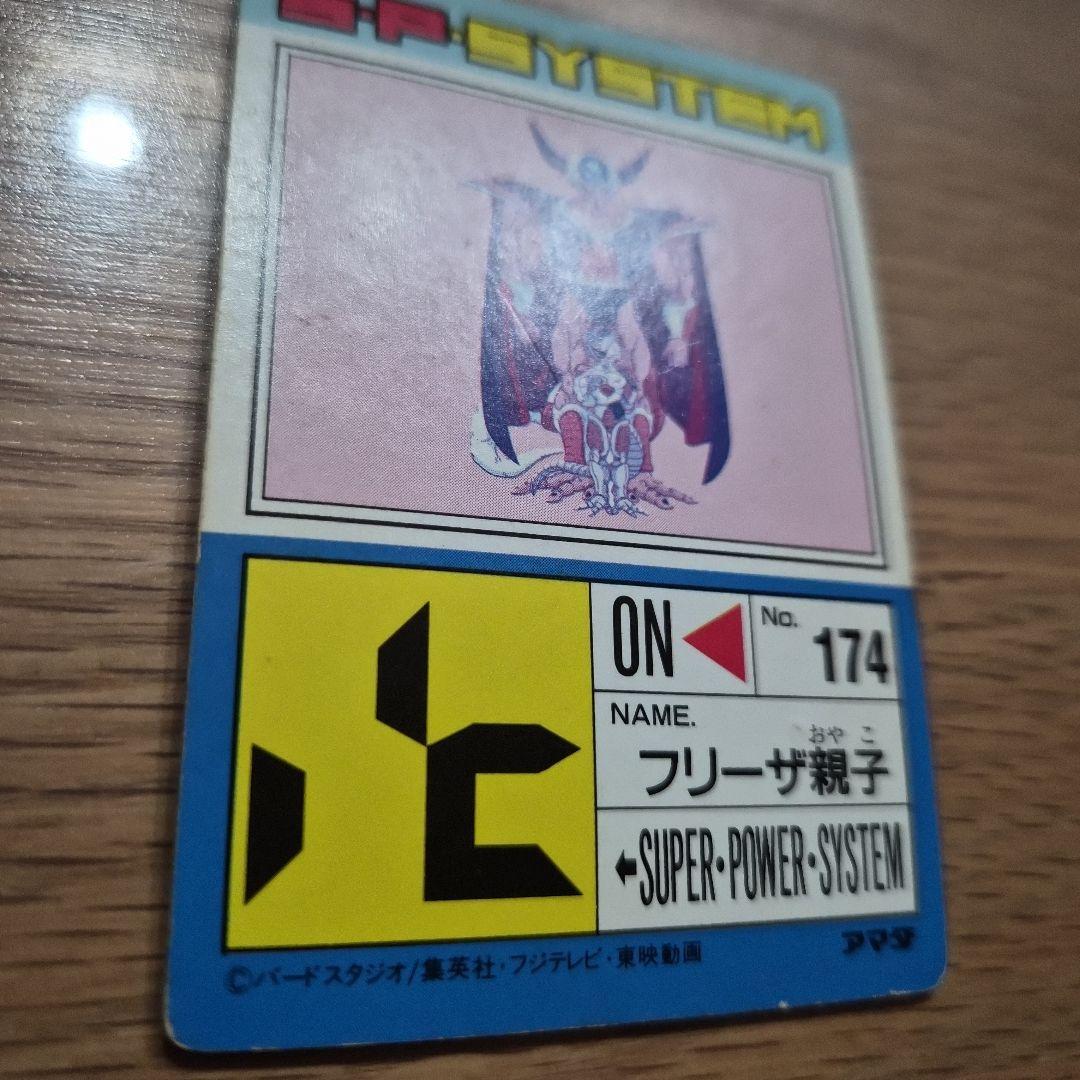 S·P·SYSTEM
ON
No.
174
NAME.
おや こ
フリーザ親子
←SUPER·POWER·SYSTEM
アマダ
©バードスタジオ/集英社·フジテレビ·東映動画